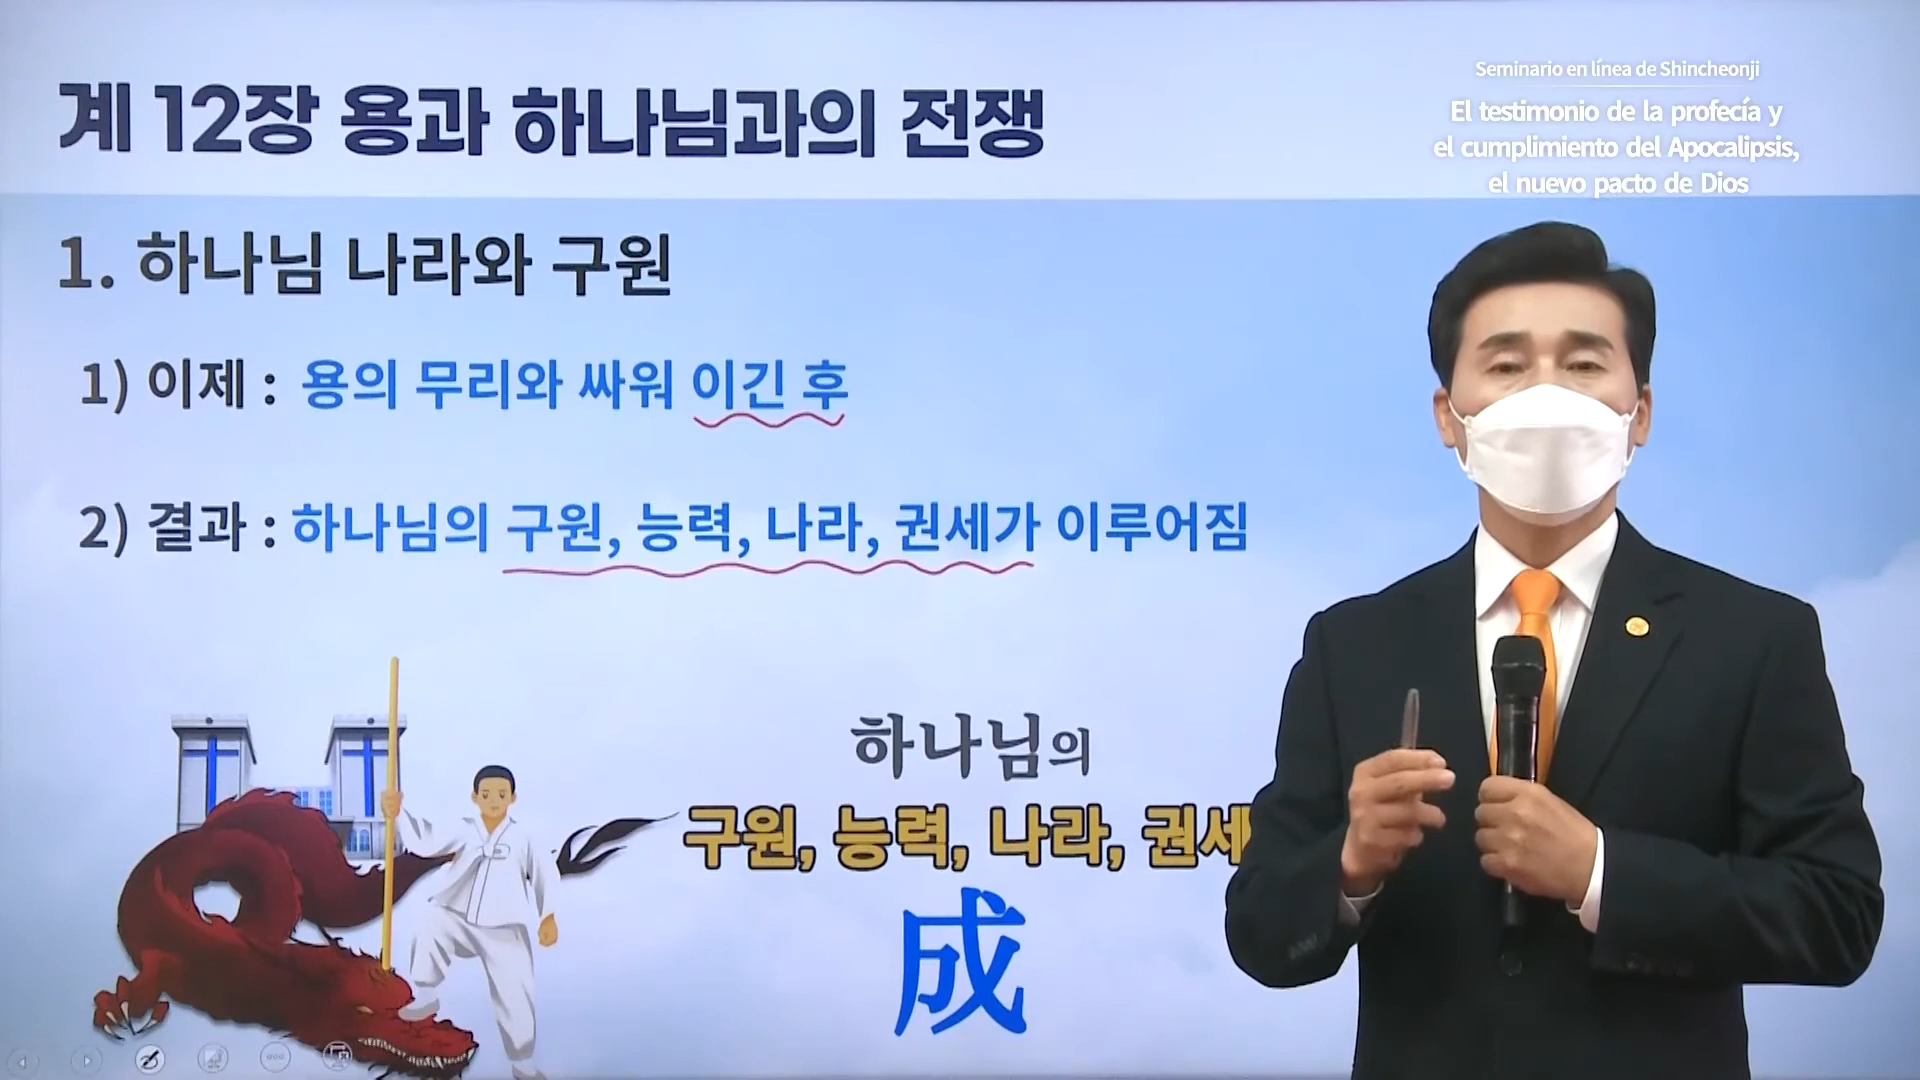 계 12장 용과 하나님과의 전쟁
Seminario en línea de Shincheonji
El testimonio de la profecía y
el cumplimiento del Apocalipsis,
el nuevo pacto de Dios
1. 하나님 나라와 구원
1) 이제 : 용의 무리와 싸워 이긴 후
2) 결과 : 하나님의 구원, 능력, 나라, 권세가 이루어짐
하나님의
구원, 능력, 나라, 권세
成